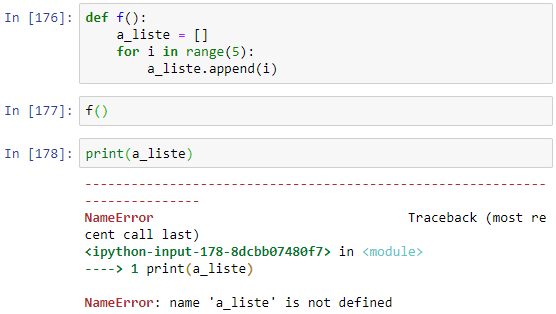 In [176]: def f():
    a_liste = []
    for i in range(5):
        a_liste.append(i)
In [177]: f()
In [178]: print(a_liste)
------------------------------------------------------------
---------------
NameError                                 Traceback (most re
cent call last)
<ipython-input-178-8dcbb07480f7> in <module>
----> 1 print(a_liste)
NameError: name 'a_liste' is not defined